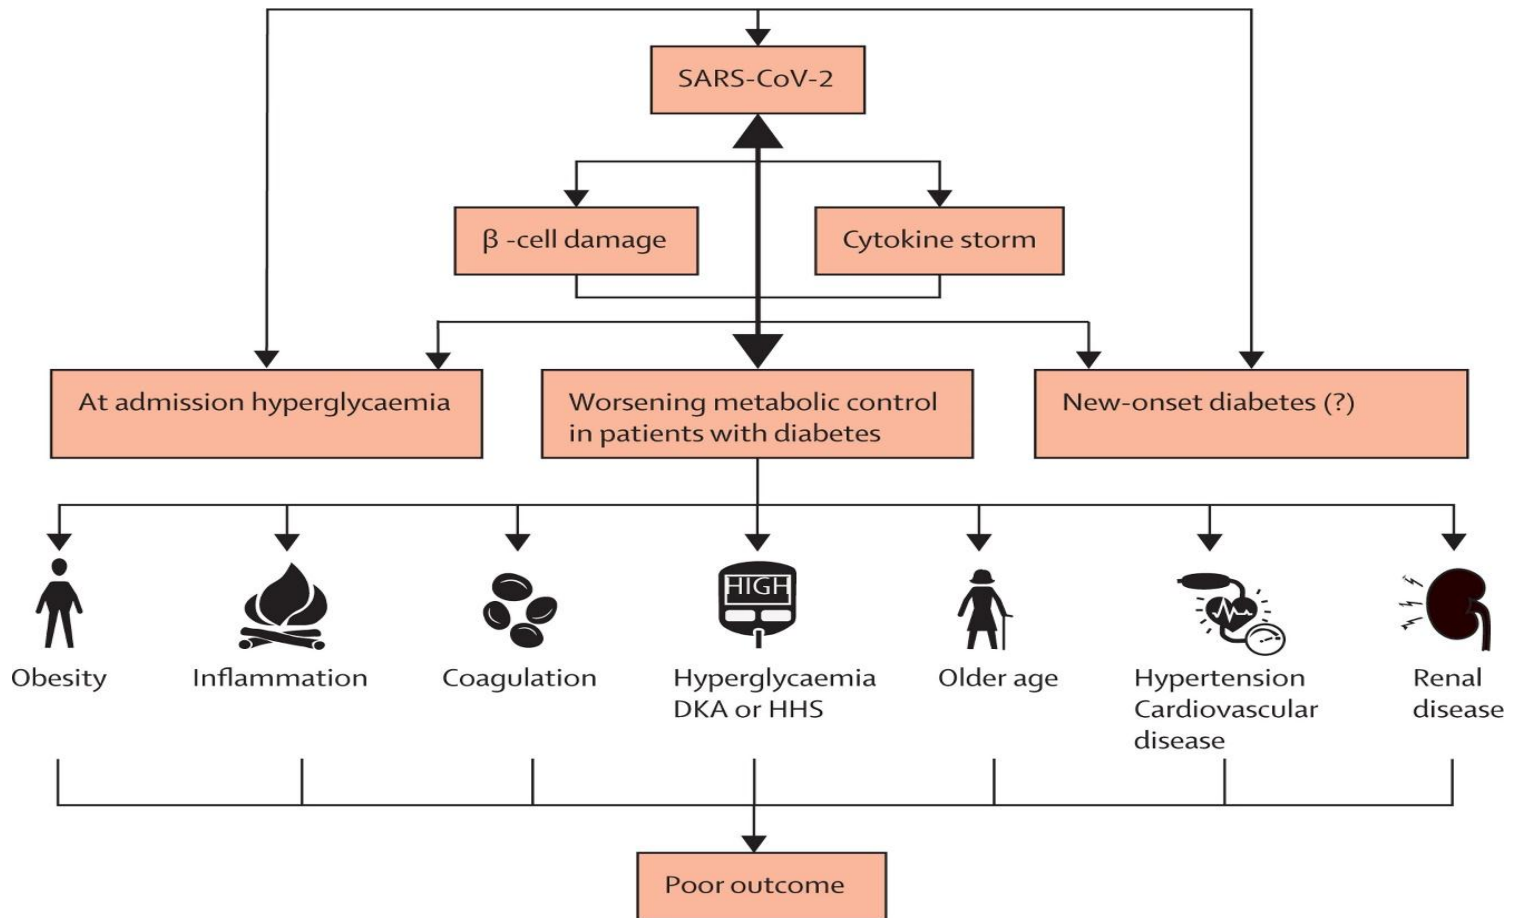 SARS-CoV-2
β -cell damage
Cytokine storm
At admission hyperglycaemia
Worsening metabolic control
in patients with diabetes
New-onset diabetes (?)
HIGH
Obesity
Inflammation
Coagulation
Hyperglycaemia
DKA or HHS
Older age
Hypertension
Cardiovascular
disease
Renal
disease
Poor outcome